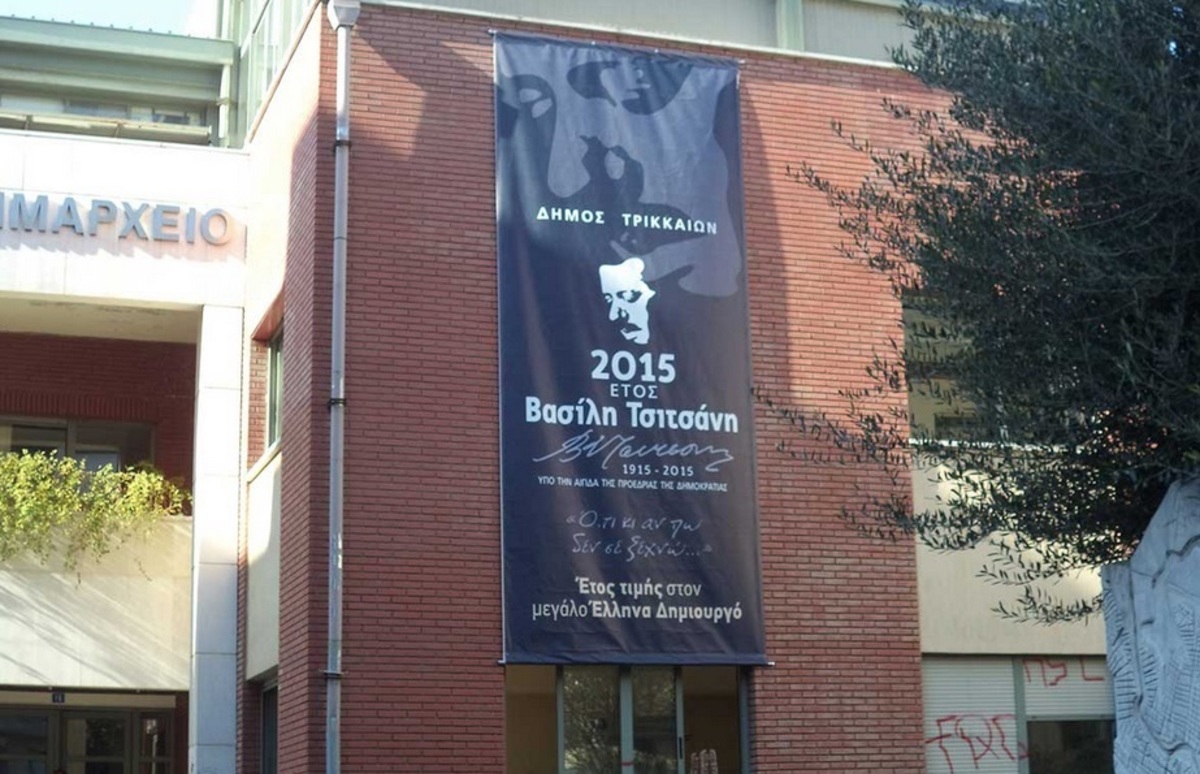 ΗΜΑΡΧΕΙΟ
ΔΗΜΟΣ ΤΡΙΚΚΑΙΩΝ
2015
ΕΤΟΣ
Βασίλη Τσιτσάνη
1915 - 2015
ΥΠΟ ΤΗΝ ΑΙΓΙΔΑ ΤΗΣ ΠΡΟΕΔΡΙΑΣ ΤΗΣ ΔΗΜΟΚΡΑΤΙΑΣ
«Ό,τι κι αν πω
δεν σε ξεχνώ...»
Έτος τιμής στον
μεγάλο Έλληνα Δημιουργό